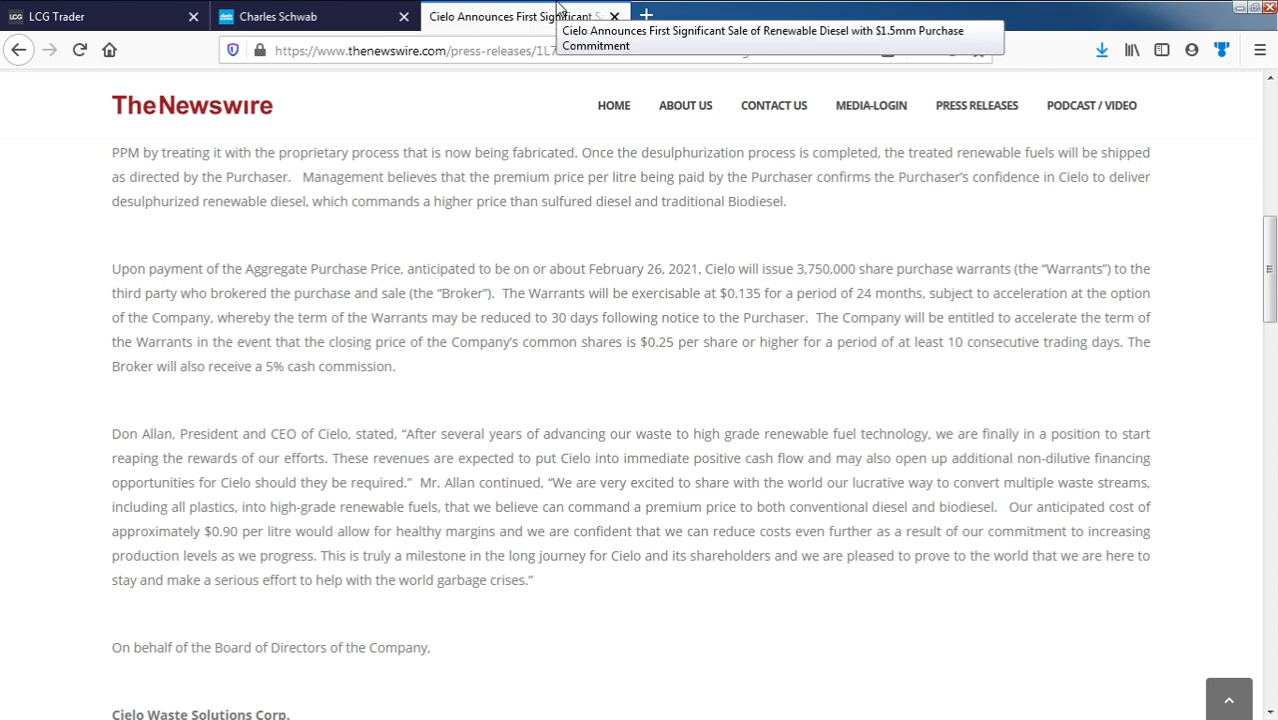 LCG LCG Trader
Charles Schwab
Cielo Announces First Significant Sa
Cielo Announces First Significant Sale of Renewable Diesel with $1.5mm Purchase
Commitment
https://www.thenewswire.com/press-releases/1L7
TheNewswire
HOME ABOUT US CONTACT US MEDIA-LOGIN PRESS RELEASES PODCAST / VIDEO
PPM by treating it with the proprietary process that is now being fabricated. Once the desulphurization process is completed, the treated renewable fuels will be shipped
as directed by the Purchaser. Management believes that the premium price per litre being paid by the Purchaser confirms the Purchaser's confidence in Cielo to deliver
desulphurized renewable diesel, which commands a higher price than sulfured diesel and traditional Biodiesel.
Upon payment of the Aggregate Purchase Price, anticipated to be on or about February 26, 2021, Cielo will issue 3,750,000 share purchase warrants (the “Warrants”) to the
third party who brokered the purchase and sale (the “Broker”). The Warrants will be exercisable at $0.135 for a period of 24 months, subject to acceleration at the option
of the Company, whereby the term of the Warrants may be reduced to 30 days following notice to the Purchaser. The Company will be entitled to accelerate the term of
the Warrants in the event that the closing price of the Company's common shares is $0.25 per share or higher for a period of at least 10 consecutive trading days. The
Broker will also receive a 5% cash commission.
Don Allan, President and CEO of Cielo, stated, “After several years of advancing our waste to high grade renewable fuel technology, we are finally in a position to start
reaping the rewards of our efforts. These revenues are expected to put Cielo into immediate positive cash flow and may also open up additional non-dilutive financing
opportunities for Cielo should they be required.” Mr. Allan continued, “We are very excited to share with the world our lucrative way to convert multiple waste streams,
including all plastics, into high-grade renewable fuels, that we believe can command a premium price to both conventional diesel and biodiesel. Our anticipated cost of
approximately $0.90 per litre would allow for healthy margins and we are confident that we can reduce costs even further as a result of our commitment to increasing
production levels as we progress. This is truly a milestone in the long journey for Cielo and its shareholders and we are pleased to prove to the world that we are here to
stay and make a serious effort to help with the world garbage crises.”
On behalf of the Board of Directors of the Company,
Cielo Waste Solutions Corp.